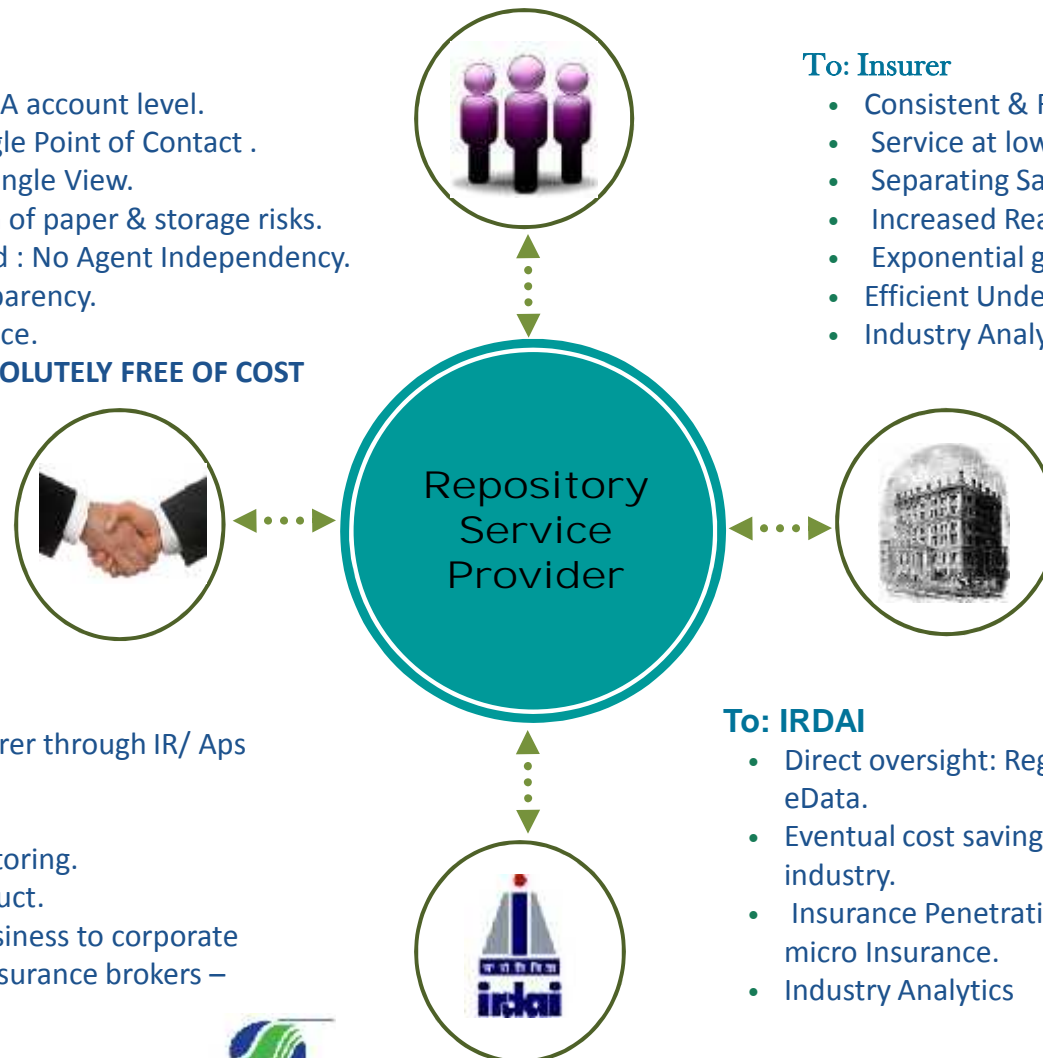 A account level.
gle Point of Contact .
ngle View.
of paper & storage risks.
d : No Agent Independency.
parency.
ce.
OLUTELY FREE OF COST
To: Insurer
• Consistent &
• Service at low
• Separating Sa
• Increased Rea
• Exponential g
• Efficient Unde
• Industry Analy
Repository
Service
Provider
rer through IR/ Aps
toring.
uct.
siness to corporate
surance brokers –
To: IRDAI
• Direct oversight: Reg
eData.
• Eventual cost saving
industry.
• Insurance Penetrati
micro Insurance.
• Industry Analytics
irdai